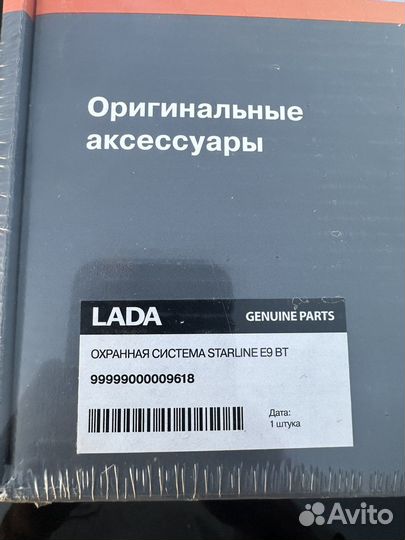 Оригинальные
аксессуары
LADA GENUINE PARTS
ОХРАННАЯ СИСТЕМА STARLINE E9 BT
99999000009618
Дата:
1 штука
Avito